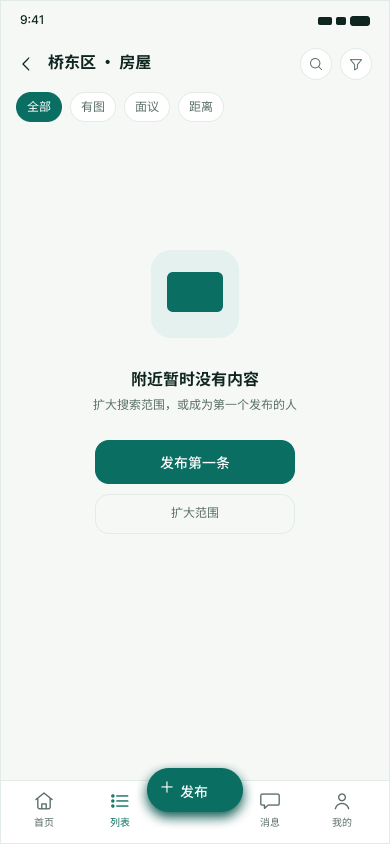 9:41
桥东区 · 房屋
全部
有图
面议
距离
附近暂时没有内容
扩大搜索范围，或成为第一个发布的人
发布第一条
扩大范围
首页
列表
发布
消息
我的